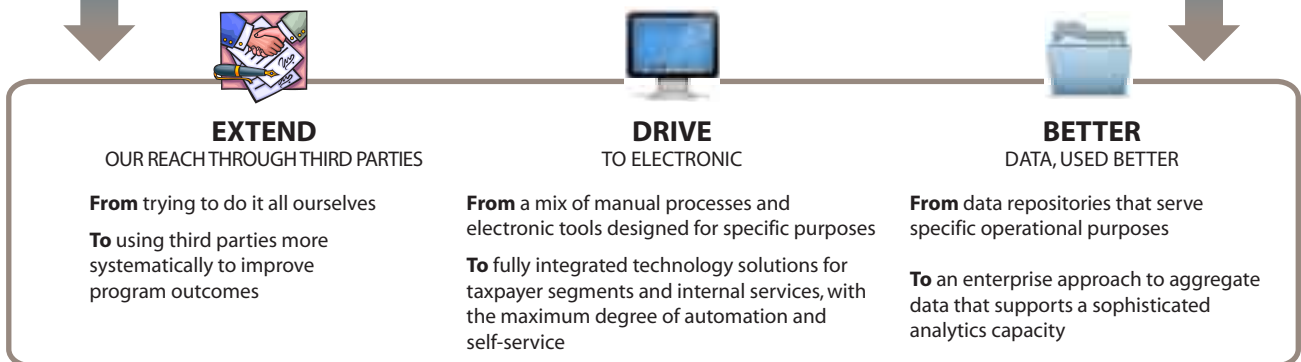 EXTEND
OUR REACH THROUGH THIRD PARTIES
From trying to do it all ourselves
To using third parties more
systematically to improve
program outcomes
DRIVE
TO ELECTRONIC
From a mix of manual processes and
electronic tools designed for specific purposes
To fully integrated technology solutions for
taxpayer segments and internal services, with
the maximum degree of automation and
self-service
BETTER
DATA, USED BETTER
From data repositories that serve
specific operational purposes
To an enterprise approach to aggregate
data that supports a sophisticated
analytics capacity